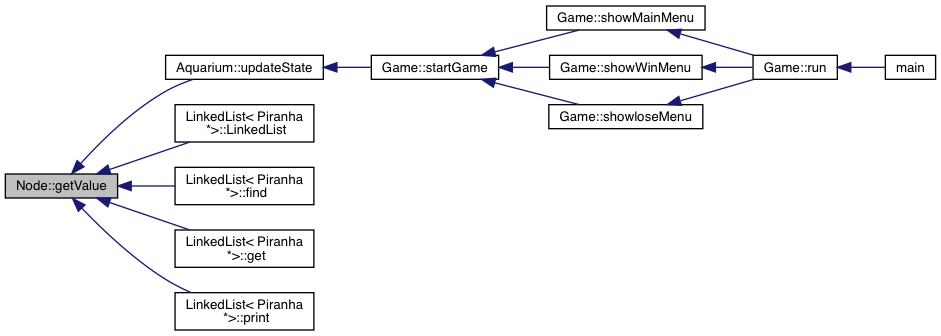 Game::showMainMenu
Aquarium::updateState
Game::startGame
Game::showWinMenu
Game::run
main
Game::showloseMenu
LinkedList< Piranha
*>::LinkedList
Node::getValue
LinkedList< Piranha
*>::find
LinkedList< Piranha
*>::get
LinkedList< Piranha
*>::print